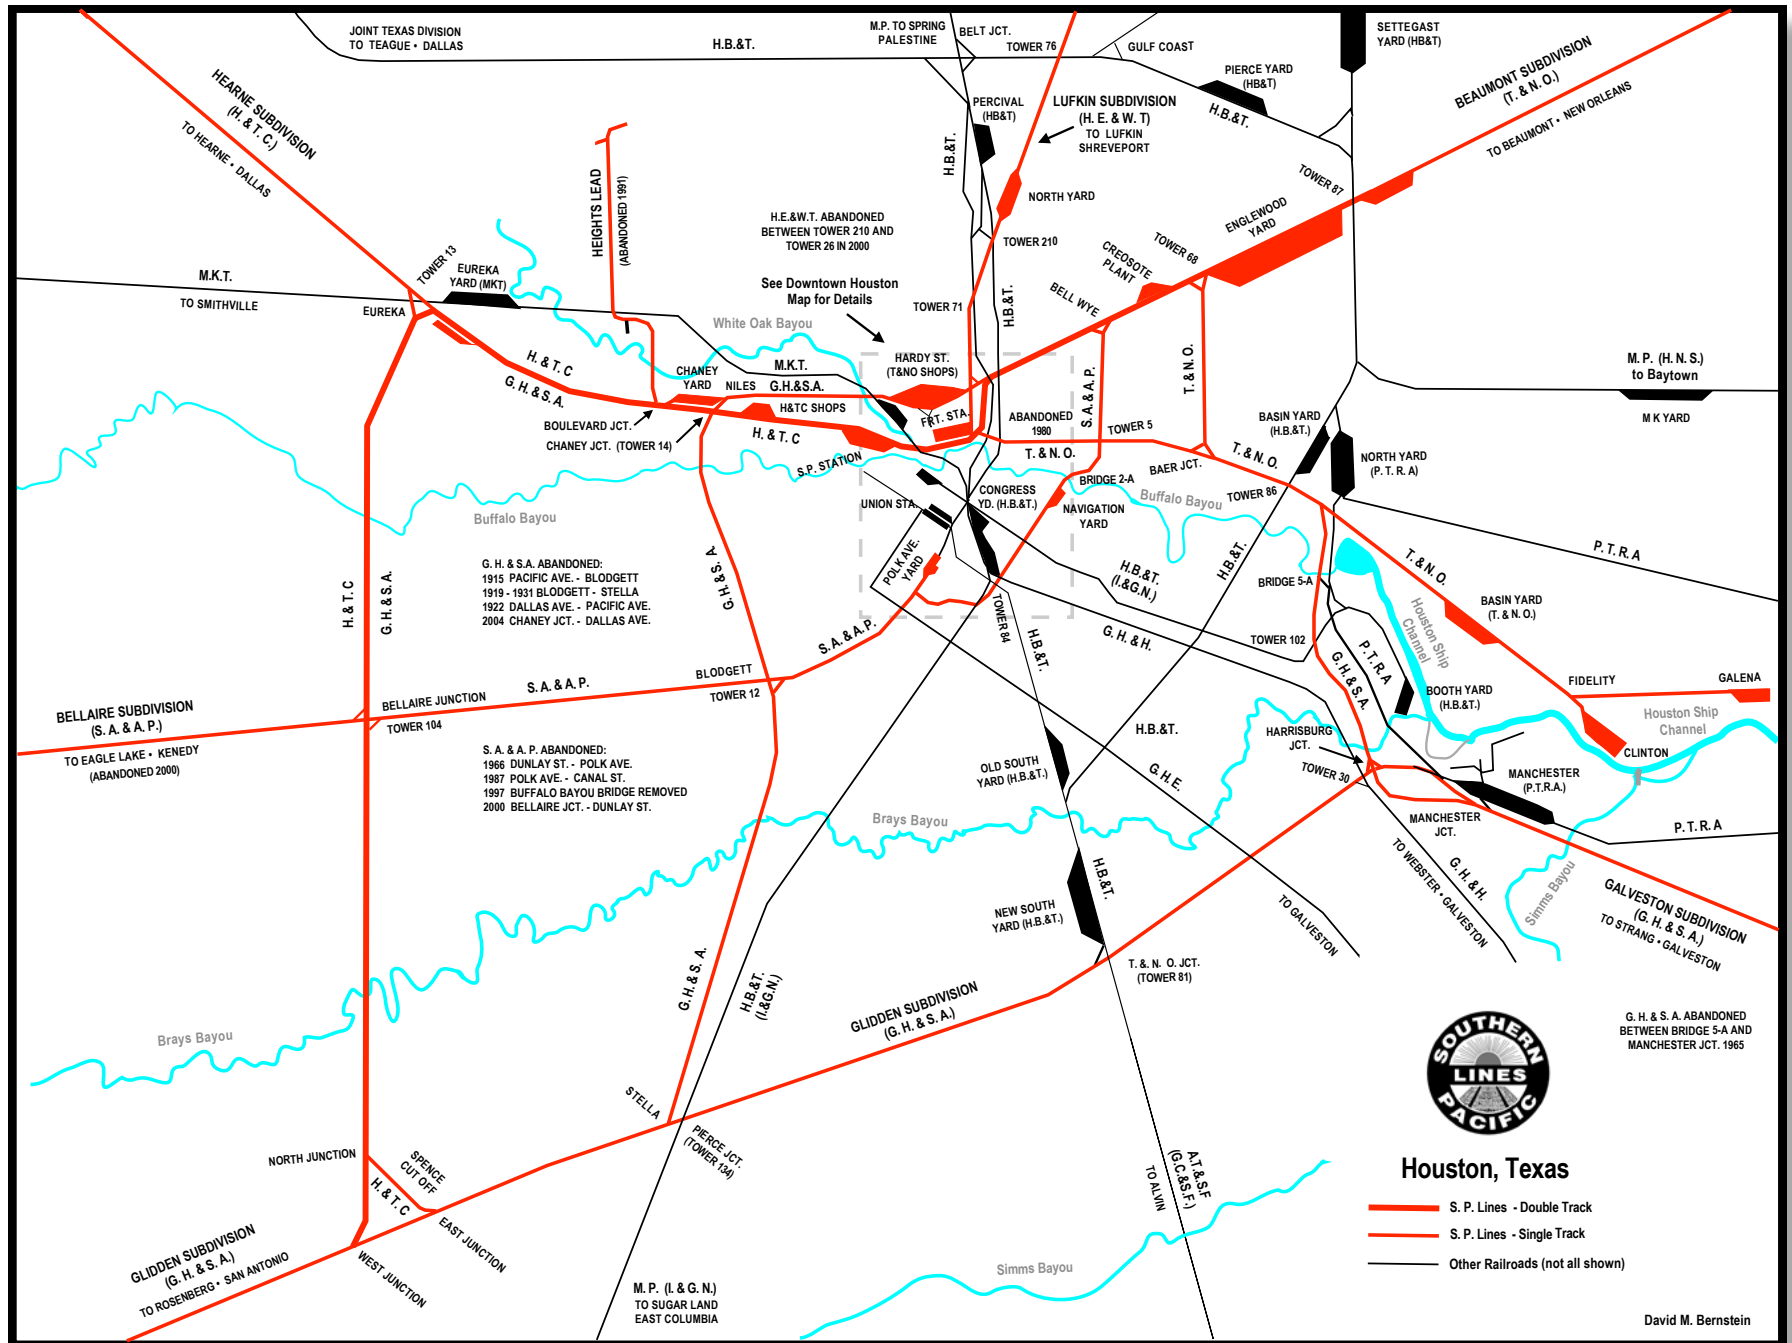 JOINT TEXAS DIVISION
TO TEAGUE • DALLAS
H.B.&T.
M.P. TO SPRING
PALESTINE
BELT JCT.
TOWER 76
GULF COAST
SETTEGAST
YARD (HB&T)
PIERCE YARD
(HB&T)
H.B.&T.
BEAUMONT SUBDIVISION
(T. & N. O.)
TO BEAUMONT • NEW ORLEANS
HEARNE SUBDIVISION
(H. & T. C.)
TO HEARNE • DALLAS
PERCIVAL
(HB&T)
H.B.&T.
LUFKIN SUBDIVISION
(H. E. & W. T)
TO LUFKIN
SHREVEPORT
HEIGHTS LEAD
(ABANDONED 1991)
H.E.&W.T. ABANDONED
BETWEEN TOWER 210 AND
TOWER 26 IN 2000
NORTH YARD
TOWER 210
TOWER 87
ENGLEWOOD
YARD
TOWER 68
CREOSOTE
PLANT
BELL WYE
TOWER 13
EUREKA
YARD (MKT)
M.K.T.
TO SMITHVILLE
EUREKA
See Downtown Houston
Map for Details
White Oak Bayou
TOWER 71
H.B.&T.
H. & T. C
G. H. & S. A.
CHANEY
YARD
NILES
G.H.&S.A.
M.K.T.
HARDY ST.
(T&NO SHOPS)
H&TC SHOPS
FRT. STA.
BOULEVARD JCT.
CHANEY JCT. (TOWER 14)
H. & T. C
S.P. STATION
ABANDONED
1980
T. & N. O.
S. A. & A. P.
T. & N. O.
TOWER 5
M. P. (H. N. S.)
to Baytown
M K YARD
BASIN YARD
(H.B.&T.)
NORTH YARD
(P. T. R. A)
T. & N. O.
BAER JCT.
TOWER 86
BRIDGE 2-A
Buffalo Bayou
NAVIGATION
YARD
CONGRESS
YD. (H.B.&T.)
UNION STA.
POLK AVE.
YARD
Buffalo Bayou
G. H. & S.A. ABANDONED:
1915 PACIFIC AVE. - BLODGETT
1919 - 1931 BLODGETT - STELLA
1922 DALLAS AVE. - PACIFIC AVE.
2004 CHANEY JCT. - DALLAS AVE.
H. & T. C
G. H. & S. A.
G. H. & S. A
P. T. R. A
H.B.&T.
H.B.&T.
(I.&G.N.)
BRIDGE 5-A
T. & N. O.
BASIN YARD
(T. & N. O.)
Houston Ship
Channel
TOWER 84
H.B.&T.
G. H. & H.
TOWER 102
P. T. R. A
G. H. & S. A.
S. A. & A. P.
BLODGETT
TOWER 12
S. A. & A. P.
BELLAIRE JUNCTION
TOWER 104
BELLAIRE SUBDIVISION
(S. A. & A. P.)
TO EAGLE LAKE • KENEDY
(ABANDONED 2000)
S. A. & A. P. ABANDONED:
1966 DUNLAY ST. - POLK AVE.
1987 POLK AVE. - CANAL ST.
1997 BUFFALO BAYOU BRIDGE REMOVED
2000 BELLAIRE JCT. - DUNLAY ST.
FIDELITY
GALENA
Houston Ship
Channel
BOOTH YARD
(H.B.&T.)
CLINTON
HARRISBURG
JCT.
TOWER 30
MANCHESTER
(P.T.R.A.)
MANCHESTER
JCT.
P. T. R. A
OLD SOUTH
YARD (H.B.&T.)
H.B.&T.
G. H. E.
Brays Bayou
H.B.&T.
TO WEBSTER • GALVESTON
G. H. & H.
Simms Bayou
GALVESTON SUBDIVISION
(G. H. & S. A.)
TO STRANG • GALVESTON
NEW SOUTH
YARD (H.B.&T.)
TO GALVESTON
T. & N. O. JCT.
(TOWER 81)
G. H. & S. A.
H.B.&T.
(I.&G.N.)
GLIDDEN SUBDIVISION
(G. H. & S. A.)
Brays Bayou
G. H. & S. A. ABANDONED
BETWEEN BRIDGE 5-A AND
MANCHESTER JCT. 1965
SOUTHERN
LINES
PACIFIC
STELLA
PIERCE JCT.
(TOWER 134)
NORTH JUNCTION
SPENCE
CUT OFF
H. & T. C
EAST JUNCTION
WEST JUNCTION
GLIDDEN SUBDIVISION
(G. H. & S. A.)
TO ROSENBERG • SAN ANTONIO
A.T.&S.F
(G.C.&S.F.)
TO ALVIN
Simms Bayou
M. P. (I. & G. N.)
TO SUGAR LAND
EAST COLUMBIA
Houston, Texas
S. P. Lines - Double Track
S. P. Lines - Single Track
Other Railroads (not all shown)
David M. Bernstein